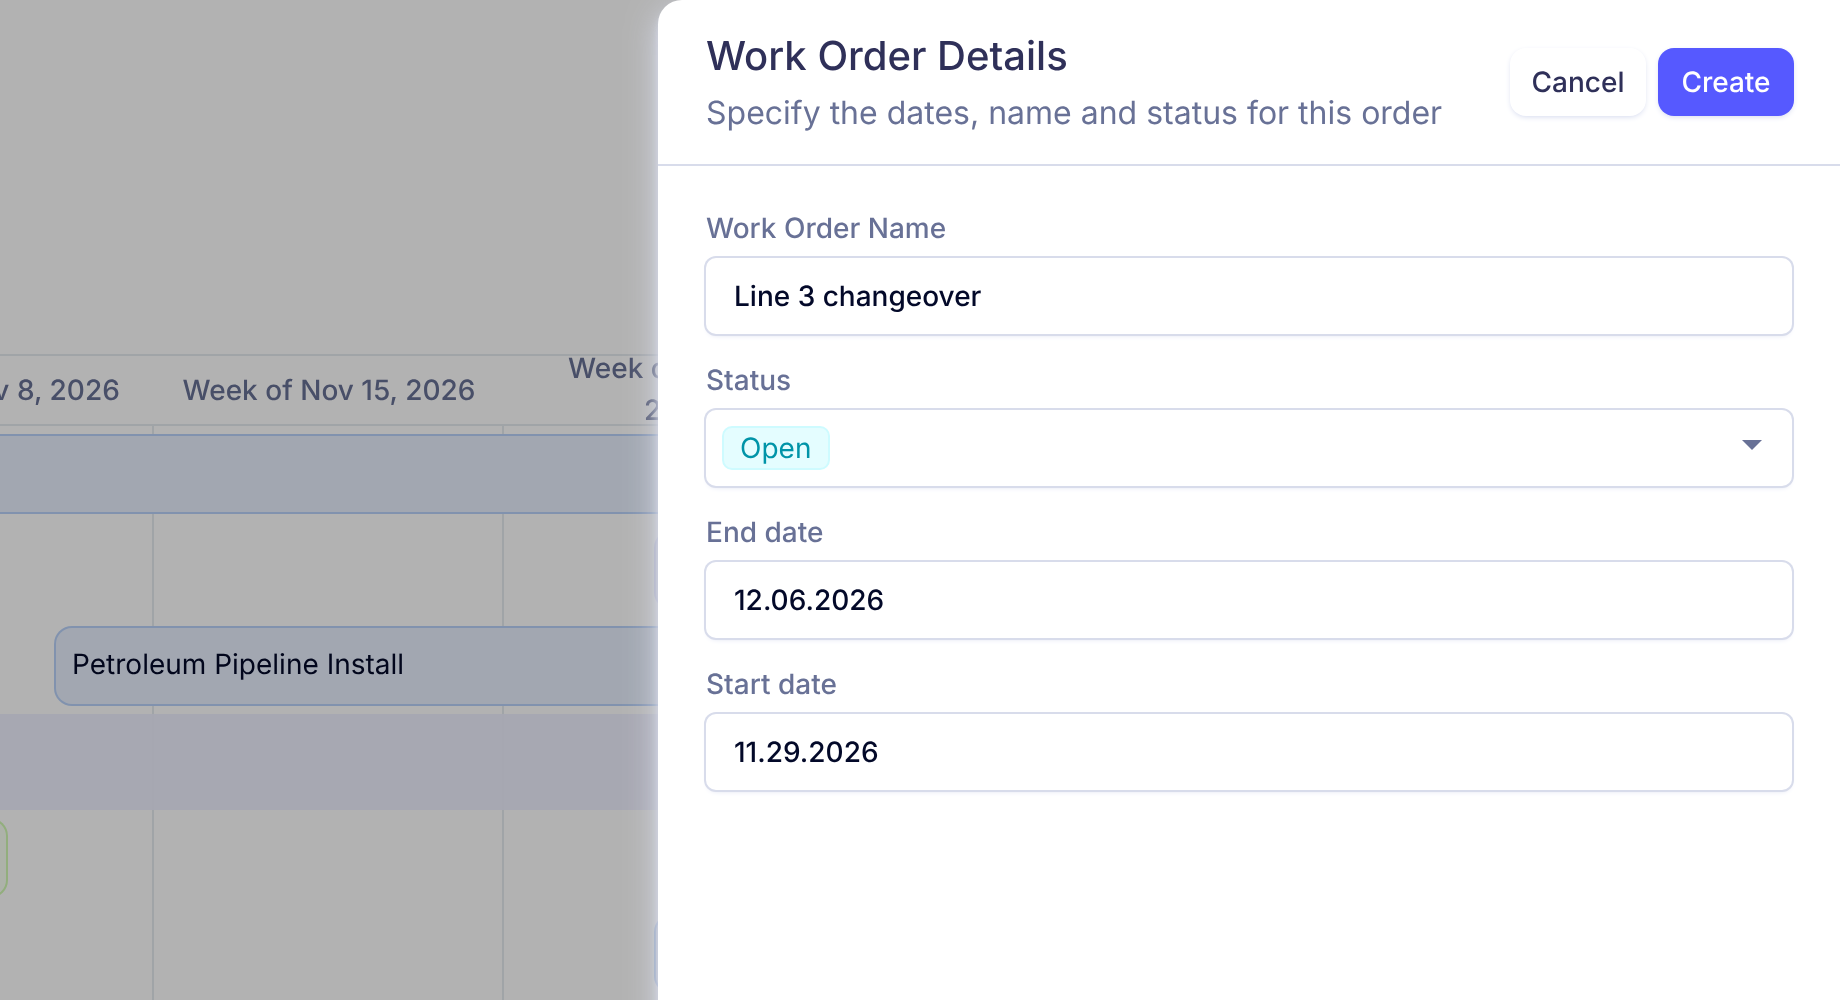 Work Order Details
Specify the dates, name and status for this order
Cancel
Create
Work Order Name
Line 3 changeover
Status
Open
End date
12.06.2026
Start date
11.29.2026
8, 2026
Week of Nov 15, 2026
Week
Petroleum Pipeline Install